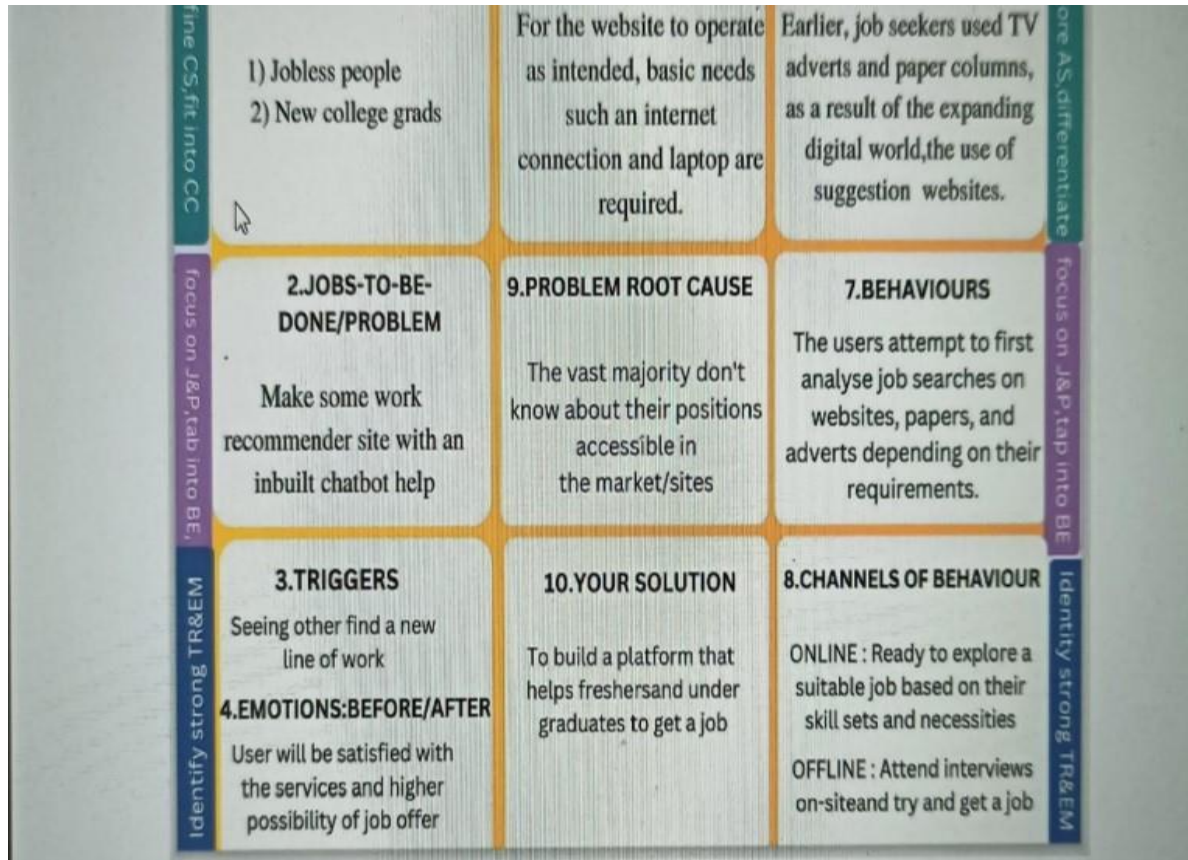 fine CS,fit into CC
1) Jobless people
2) New college grads
For the website to operate
as intended, basic needs
such an internet
connection and laptop are
required.
Earlier, job seekers used TV
adverts and paper columns,
as a result of the expanding
digital world,the use of
suggestion websites.
ore AS,differentiate
focus on J&P,tab into BE,
2.JOBS-TO-BE-
DONE/PROBLEM
Make some work
recommender site with an
inbuilt chatbot help
9.PROBLEM ROOT CAUSE
The vast majority don't
know about their positions
accessible in
the market/sites
7.BEHAVIOURS
The users attempt to first
analyse job searches on
websites, papers, and
adverts depending on their
requirements.
focus on J&P,tap into BE
Identify strong TR&EM
3.TRIGGERS
Seeing other find a new
line of work
4.EMOTIONS:BEFORE/AFTER
User will be satisfied with
the services and higher
possibility of job offer
10.YOUR SOLUTION
To build a platform that
helps freshersand under
graduates to get a job
8.CHANNELS OF BEHAVIOUR
ONLINE : Ready to explore a
suitable job based on their
skill sets and necessities
OFFLINE : Attend interviews
on-siteand try and get a job
Identity strong TR&EM